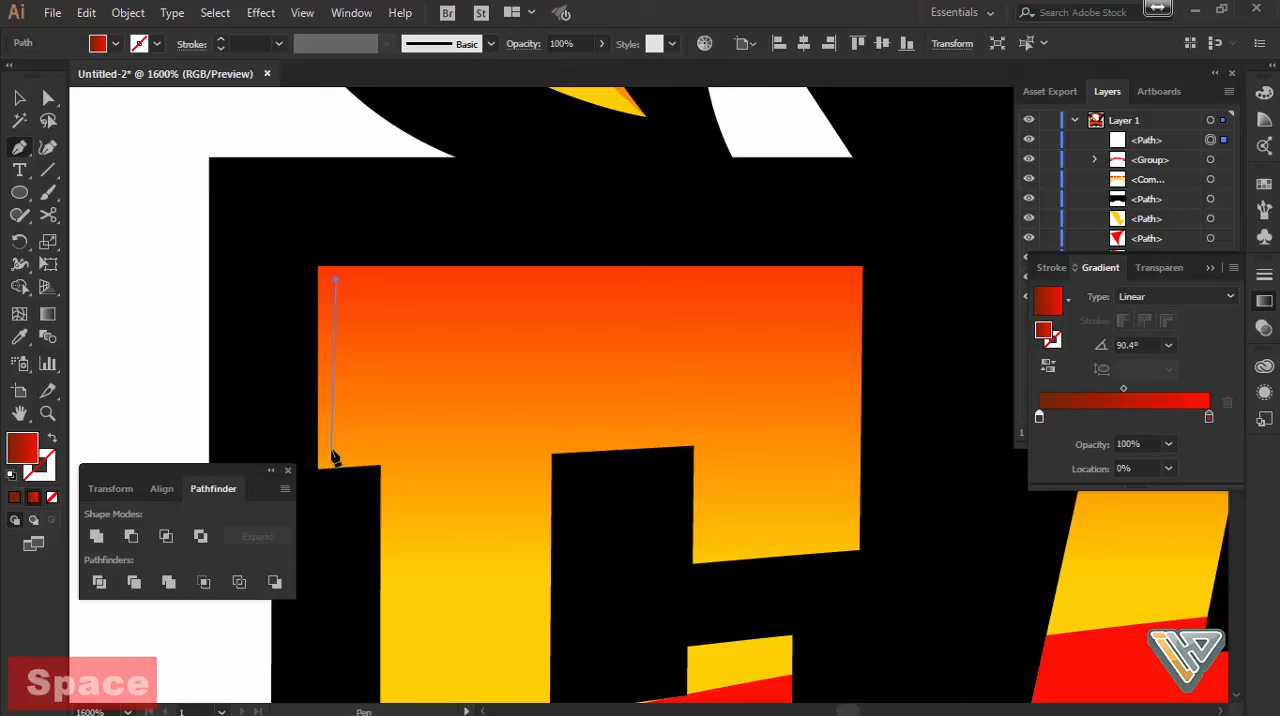 Ai File Edit Object Type Select Effect View Window Help Br St Essentials Search Adobe Stock
Path Stroke: Basic Opacity: 100% Style: Transform
Untitled-2* @ 1600% (RGB/Preview) ×
Asset Export Layers Artboards
Layer 1
<Path>
<Group>
<Com...
<Path>
<Path>
<Path>
Stroke Gradient Transparen
Type: Linear
Stroke:
90.4°
1
Opacity: 100%
Location: 0%
Transform Align Pathfinder
Shape Modes:
Expand
Pathfinders:
Space
1600% 1 Pen